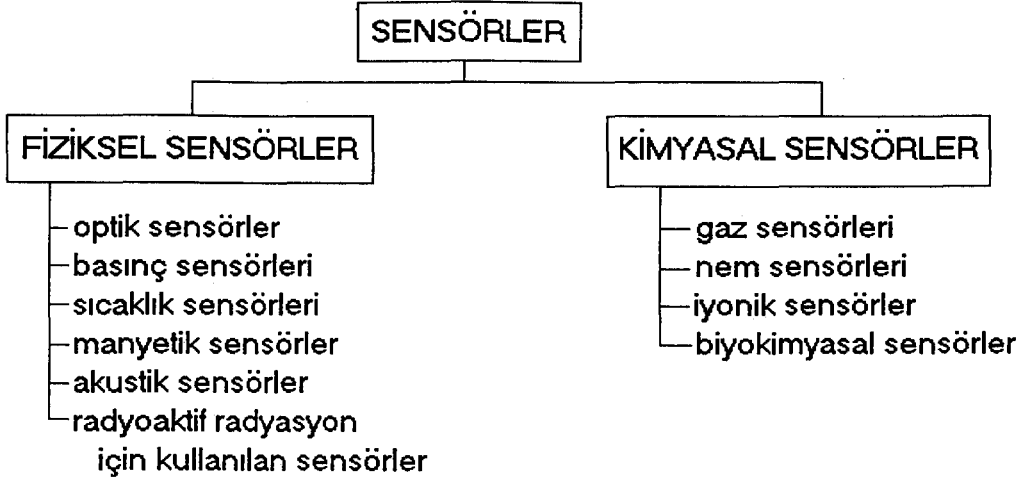 SENSÖRLER
FİZİKSEL SENSÖRLER
optik sensörler
basınç sensörleri
sıcaklık sensörleri
manyetik sensörler
akustik sensörler
radyoaktif radyasyon
için kullanılan sensörler
KİMYASAL SENSÖRLER
gaz sensörleri
nem sensörleri
iyonik sensörler
biyokimyasal sensörler